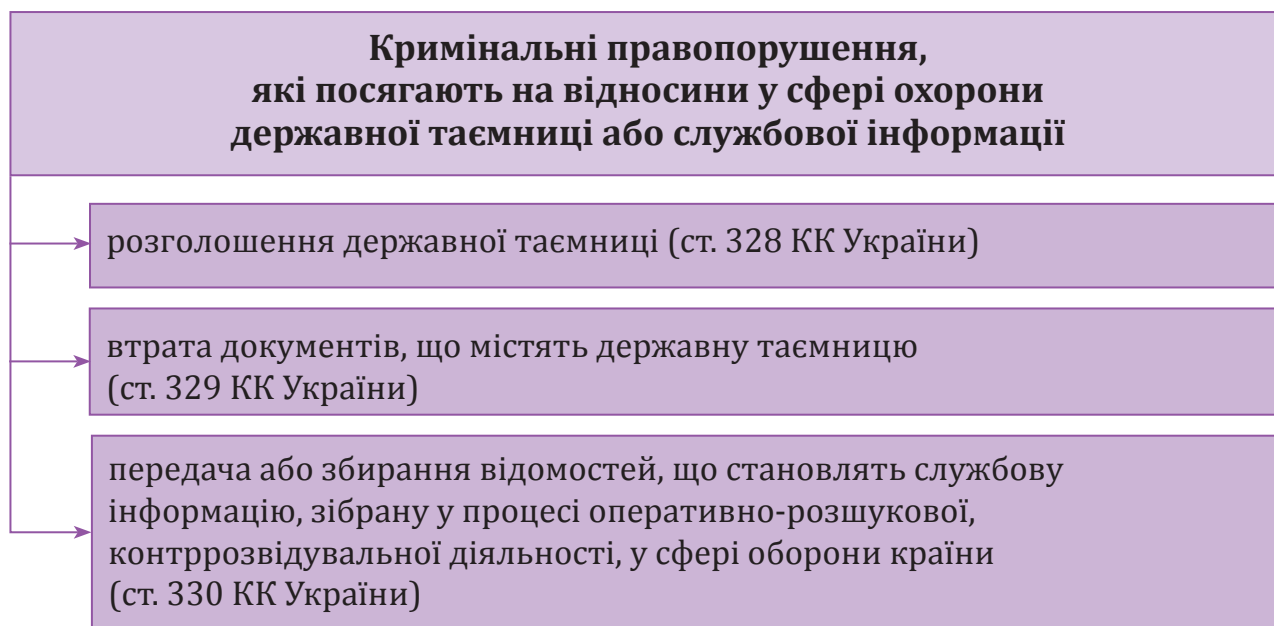 Кримінальні правопорушення,
які посягають на відносини у сфері охорони
державної таємниці або службової інформації
розголошення державної таємниці (ст. 328 КК України)
втрата документів, що містять державну таємницю
(ст. 329 КК України)
передача або збирання відомостей, що становлять службову
інформацію, зібрану у процесі оперативно-розшукової,
контррозвідувальної діяльності, у сфері оборони країни
(ст. 330 КК України)